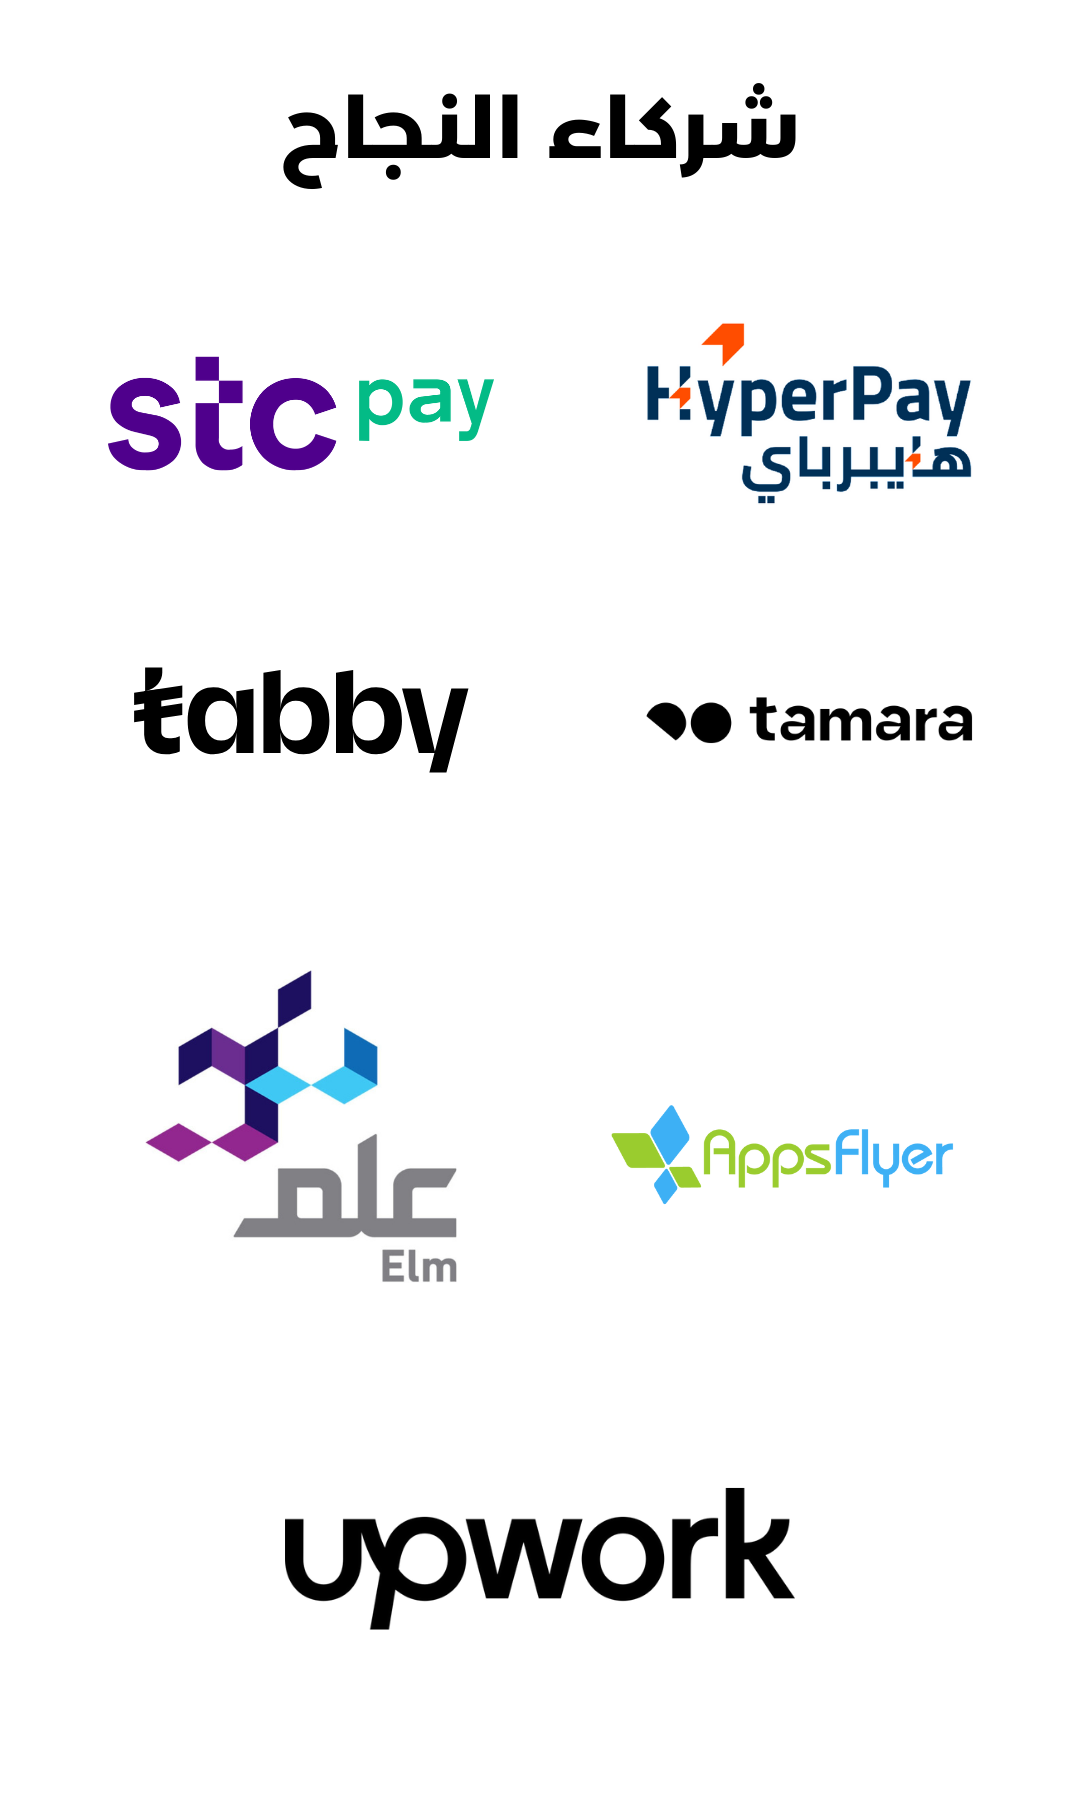 شركاء النجاح
stc pay
HyperPay
هايبرباي
tabby
tamara
علم
Elm
AppsFlyer
upwork